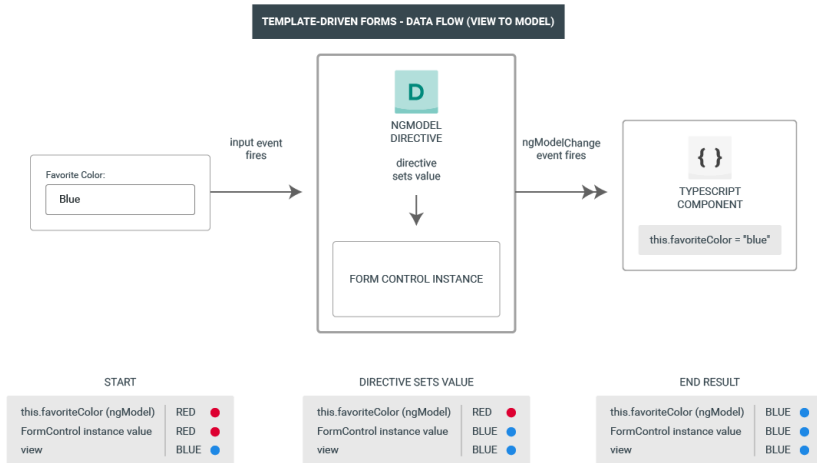 TEMPLATE-DRIVEN FORMS - DATA FLOW (VIEW TO MODEL)
Favorite Color:
Blue
input event
fires
D
NGMODEL
DIRECTIVE
directive
sets value
FORM CONTROL INSTANCE
ngModelChange
event fires
{ }
TYPESCRIPT
COMPONENT
this.favoriteColor = "blue"
START
this.favoriteColor (ngModel) RED
FormControl instance value RED
view BLUE
DIRECTIVE SETS VALUE
this.favoriteColor (ngModel) RED
FormControl instance value BLUE
view BLUE
END RESULT
this.favoriteColor (ngModel) BLUE
FormControl instance value BLUE
view BLUE